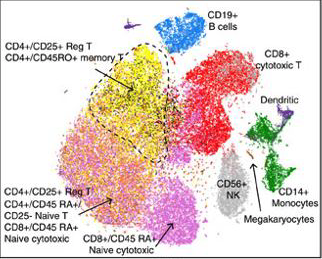 CD19+
B cells
CD4+/CD25+ Reg T
CD4+/CD45RO+ memory T
CD8+
cytotoxic T
Dendritic
CD4+/CD25+ Reg T
CD4+/CD45 RA+/
CD25- Naive T
CD8+/CD45 RA+
Naive cytotoxic
CD8+/CD45 RA+
Naive cytotoxic
CD56+
NK
CD14+
Monocytes
Megakaryocytes